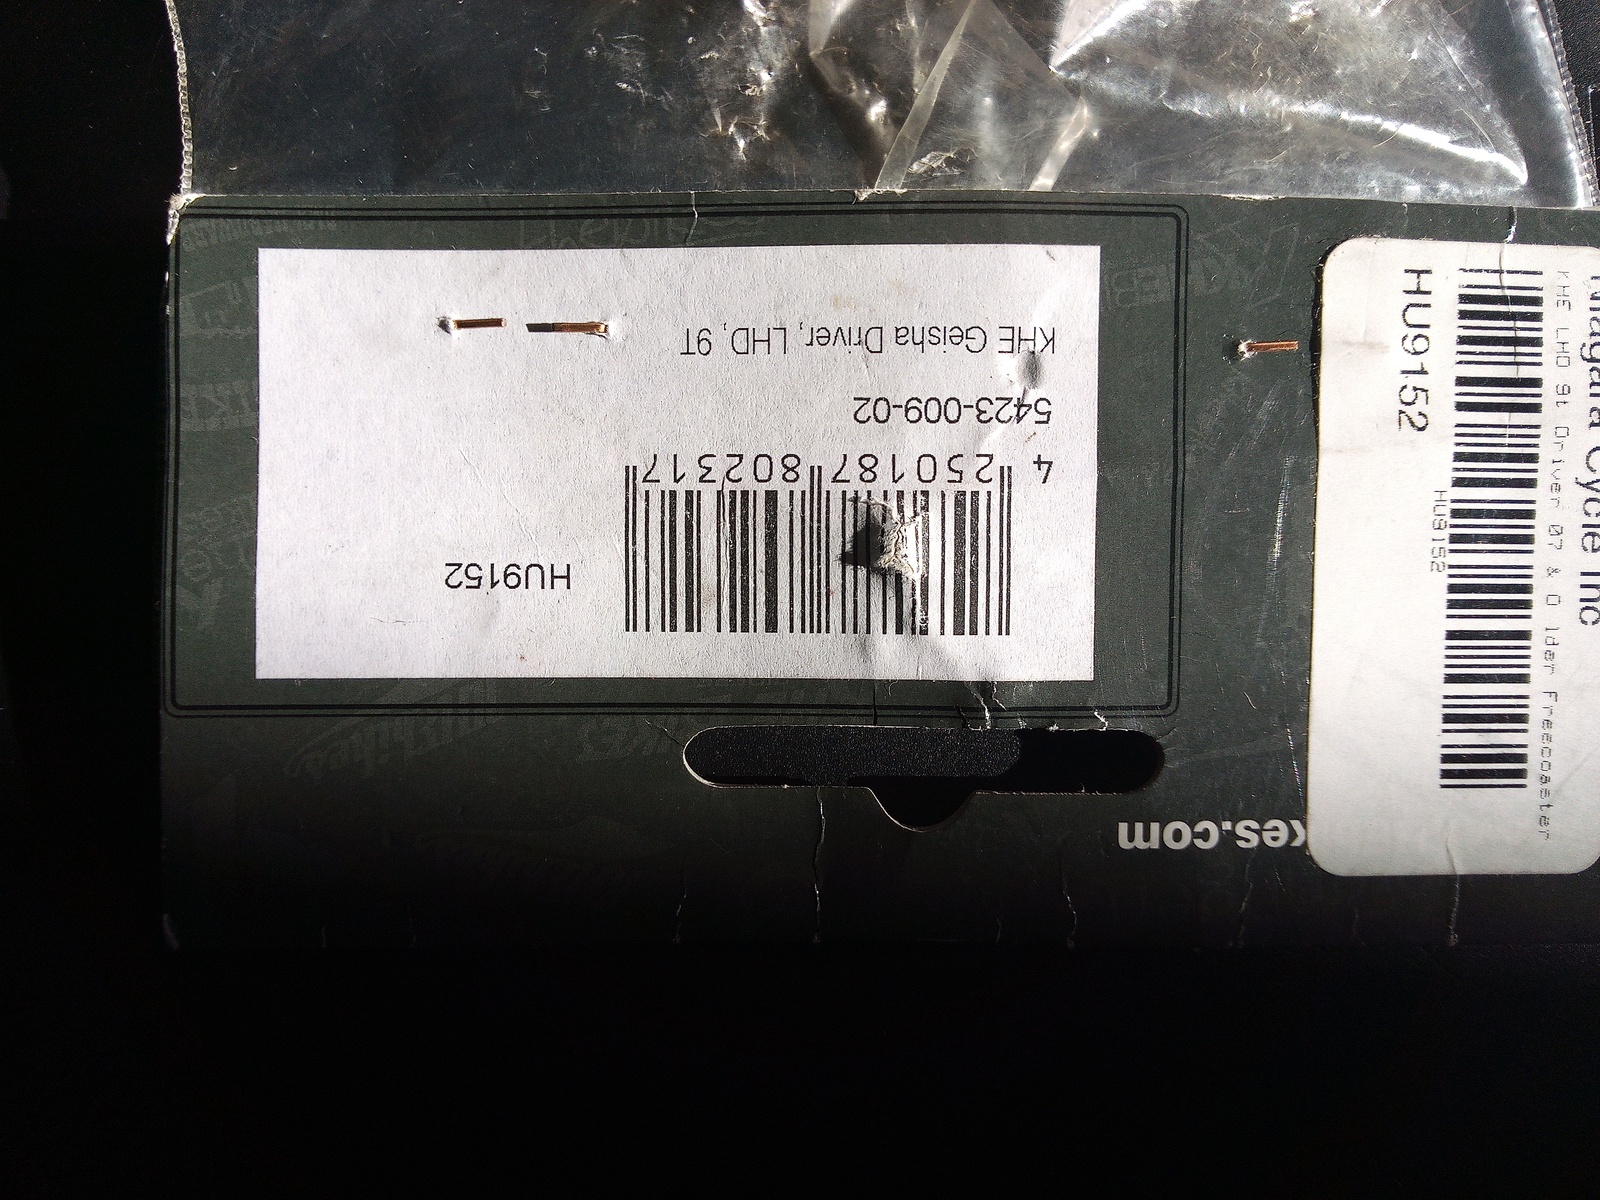 KHE Geisha Driver, LHD, 9T
5423-009-02
4 250187 802317
HU9152
kes.com
Niagara Cycle Inc
KHE LHD 9t Driver 07 & Older Freecoaster
HU9152
HU9152